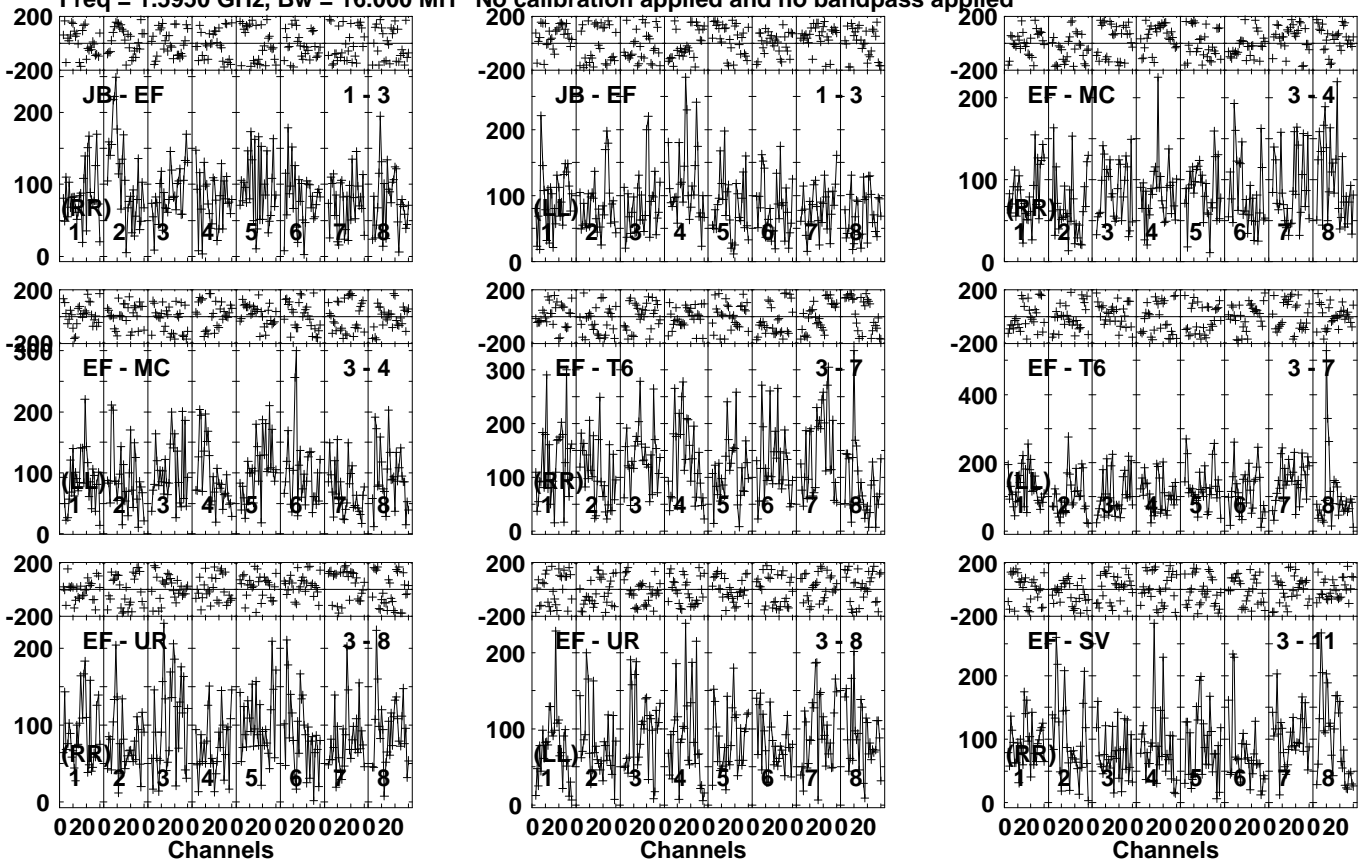 Freq = 1.5950 GHz, Bw = 16.000 MH No calibration applied and no bandpass applied
200 200 200
-200 -200 -200
JB - EF 1 - 3 JB - EF 1 - 3 EF - MC 3 - 4
200 200 200
100 100 100
(RR) (LL) (RR)
1 2 3 4 5 6 7 8 1 2 3 4 5 6 7 8 1 2 3 4 5 6 7 8
0 0 0
200 200 200
-200 -200 -200
300
EF - MC 3 - 4 EF - T6 3 - 7 EF - T6 3 - 7
300 400
200 200 200
100 100
(LL) (RR) (LL)
1 2 3 4 5 6 7 8 1 2 3 4 5 6 7 8 1 2 3 4 5 6 7 8
0 0 0
200 200 200
-200 -200 -200
EF - UR 3 - 8 EF - UR 3 - 8 EF - SV 3 - 11
200 200 200
100 100 100
(RR) (LL) (RR)
1 2 3 4 5 6 7 8 1 2 3 4 5 6 7 8 1 2 3 4 5 6 7 8
0 0 0
0 20 0 20 0 20 0 20 0 20 0 20 0 20 0 20 0 20 0 20 0 20 0 20 0 20 0 20 0 20 0 20 0 20 0 20 0 20 0 20 0 20 0 20 0 20 0 20
Channels Channels Channels